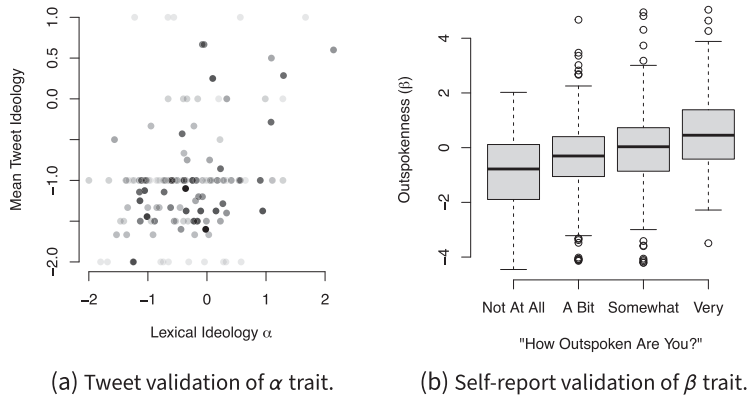 1.0
0.5
0.0
−1.0
−2.0
Mean Tweet Ideology
−2 −1 0 1 2
Lexical Ideology α
(a) Tweet validation of α trait.
4
2
0
−2
−4
Outspokenness (β)
Not At All A Bit Somewhat Very
"How Outspoken Are You?"
(b) Self-report validation of β trait.